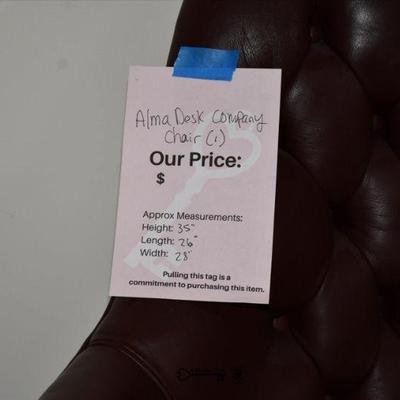 Alma Desk Company
Chair (1)
Our Price:
$
Approx Measurements:
Height: 35"
Length: 26"
Width: 28"
Pulling this tag is a
commitment to purchasing this item.